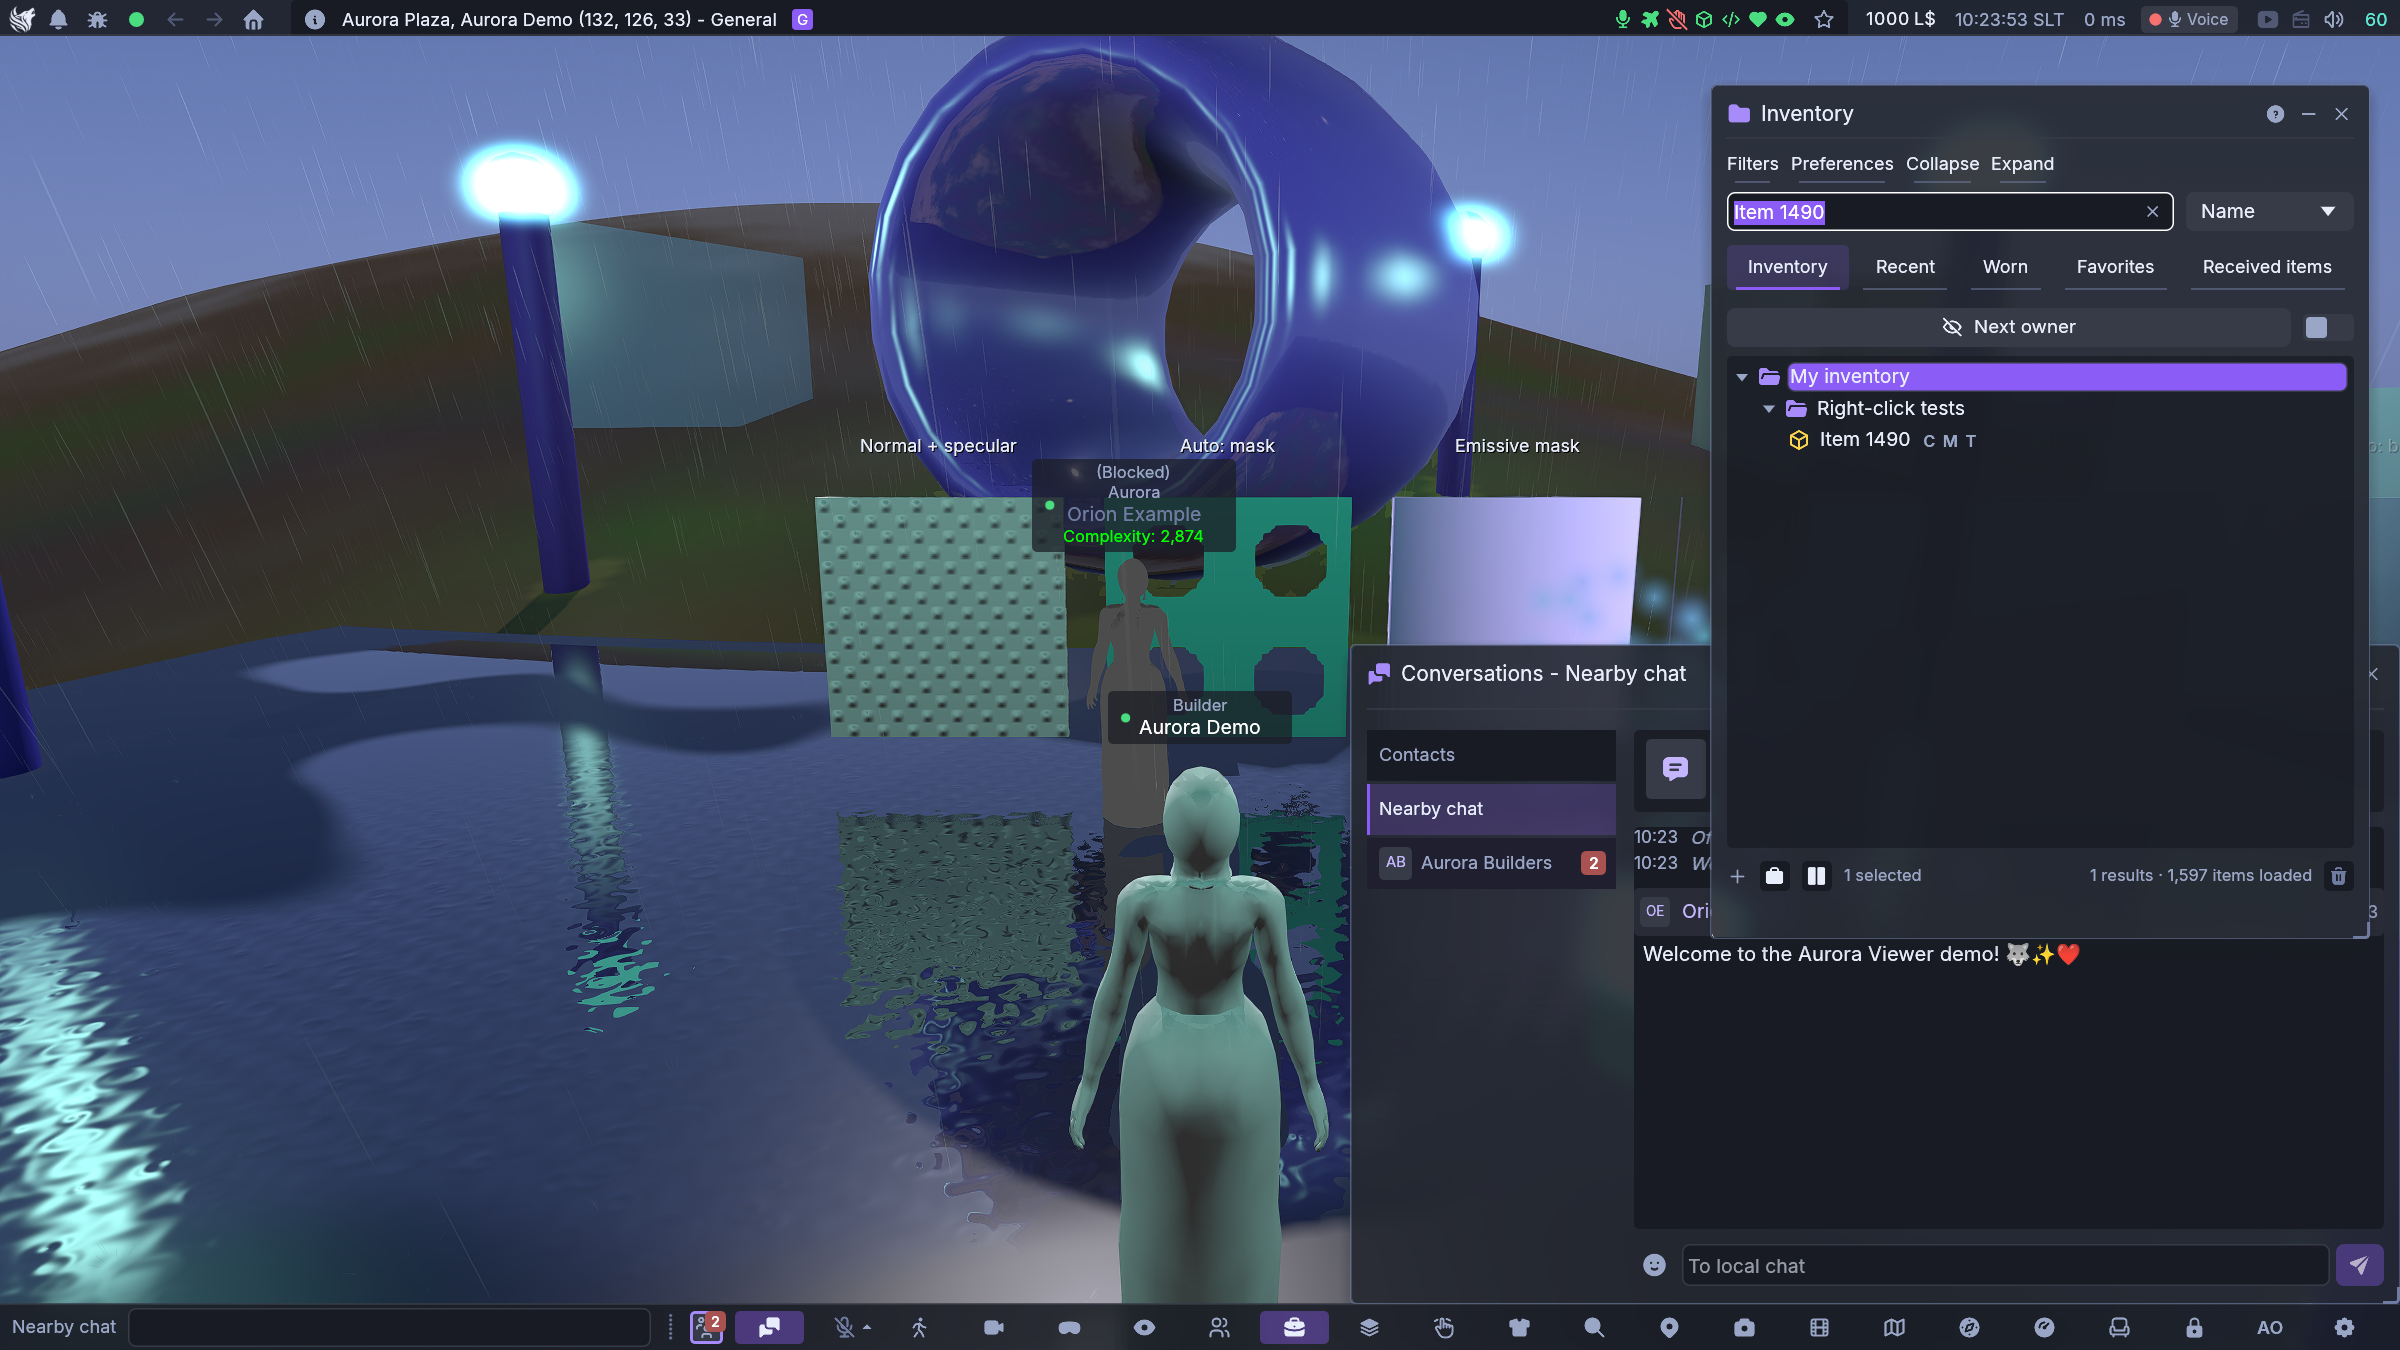 Aurora Plaza, Aurora Demo (132, 126, 33) - General G
1000 L$ 10:23:53 SLT 0 ms Voice 60
Inventory
Filters Preferences Collapse Expand
Item 1490 Name
Inventory Recent Worn Favorites Received items
Next owner
My inventory
Right-click tests
Item 1490 C M T
1 selected 1 results · 1,597 items loaded
Normal + specular
Auto: mask
Emissive mask
(Blocked)
Aurora
Orion Example
Complexity: 2,874
Builder
Aurora Demo
Conversations - Nearby chat
Contacts
Nearby chat
AB Aurora Builders 2
10:23
10:23
OE Ori
Welcome to the Aurora Viewer demo! 🐺✨❤️
To local chat
Nearby chat 2 AO